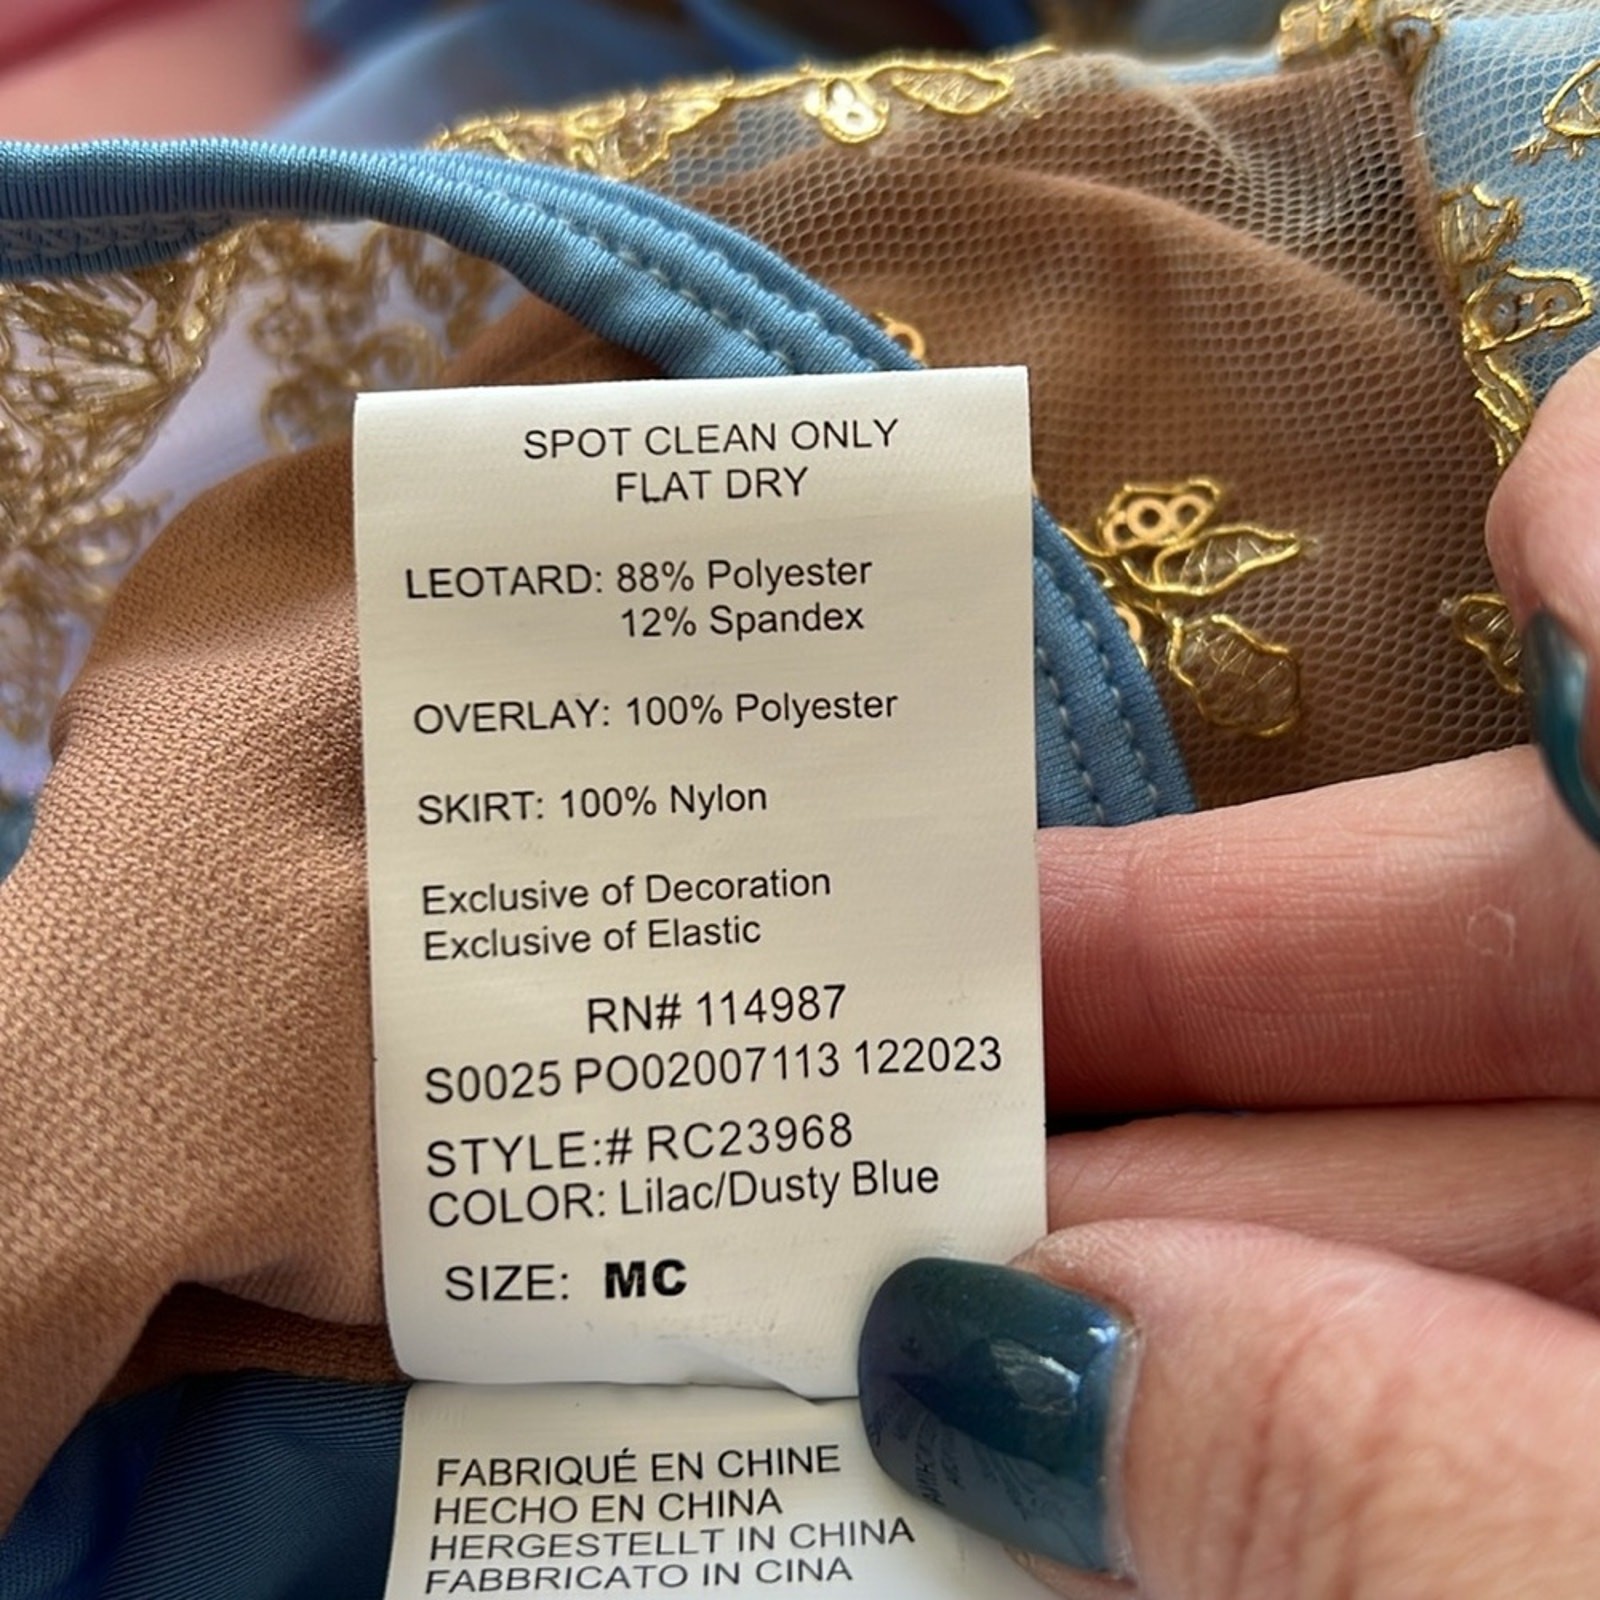 SPOT CLEAN ONLY
FLAT DRY
LEOTARD: 88% Polyester
12% Spandex
OVERLAY: 100% Polyester
SKIRT: 100% Nylon
Exclusive of Decoration
Exclusive of Elastic
RN# 114987
S0025 PO02007113 122023
STYLE:# RC23968
COLOR: Lilac/Dusty Blue
SIZE: MC
FABRIQUÉ EN CHINE
HECHO EN CHINA
HERGESTELLT IN CHINA
FABBRICATO IN CINA